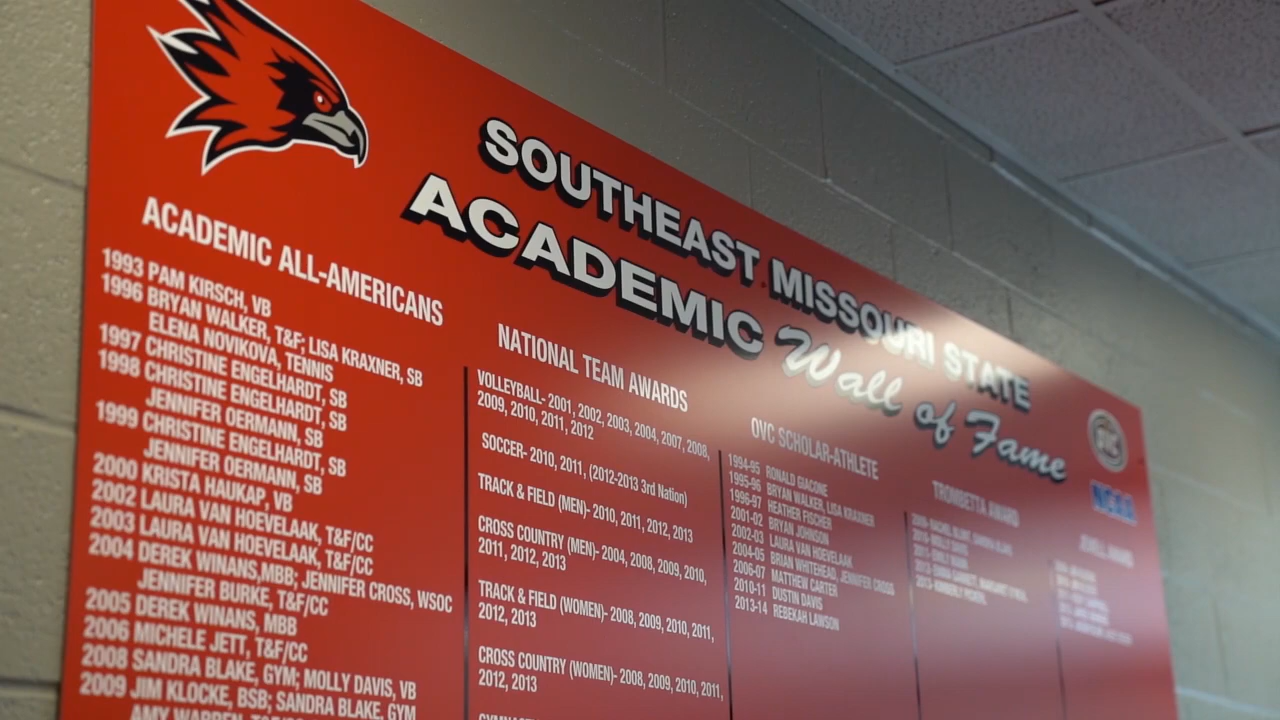 SOUTHEAST MISSOURI STATE
ACADEMIC Wall of Fame
ACADEMIC ALL-AMERICANS
1993 PAM KIRSCH, VB
1996 BRYAN WALKER, T&F; LISA KRAXNER, SB
ELENA NOVIKOVA, TENNIS
1997 CHRISTINE ENGELHARDT, SB
1998 CHRISTINE ENGELHARDT, SB
JENNIFER OERMANN, SB
1999 CHRISTINE ENGELHARDT, SB
JENNIFER OERMANN, SB
2000 KRISTA HAUKAP, VB
2002 LAURA VAN HOEVELAAK, T&F/CC
2003 LAURA VAN HOEVELAAK, T&F/CC
2004 DEREK WINANS,MBB; JENNIFER CROSS, WSOC
JENNIFER BURKE, T&F/CC
2005 DEREK WINANS, MBB
2006 MICHELE JETT, T&F/CC
2008 SANDRA BLAKE, GYM; MOLLY DAVIS, VB
2009 JIM KLOCKE, BSB; SANDRA BLAKE, GYM
AMY WARREN,
NATIONAL TEAM AWARDS
VOLLEYBALL- 2001, 2002, 2003, 2004, 2007, 2008,
2009, 2010, 2011, 2012
SOCCER- 2010, 2011, (2012-2013 3rd Nation)
TRACK & FIELD (MEN)- 2010, 2011, 2012, 2013
CROSS COUNTRY (MEN)- 2004, 2008, 2009, 2010,
2011, 2012, 2013
TRACK & FIELD (WOMEN)- 2008, 2009, 2010, 2011,
2012, 2013
CROSS COUNTRY (WOMEN)- 2008, 2009, 2010, 2011,
2012, 2013
OVC SCHOLAR-ATHLETE
1994-95 RONALD GIACONE
1995-96 BRYAN WALKER, LISA KRAXNER
1996-97 HEATHER FISCHER
2001-02 BRYAN JOHNSON
2002-03 LAURA VAN HOEVELAAK
2004-05 BRIAN WHITEHEAD, JENNIFER CROSS
2006-07 MATTHEW CARTER
2010-11 DUSTIN DAVIS
2013-14 REBEKAH LAWSON
TROMBETTA AWARD
OVC
NCAA